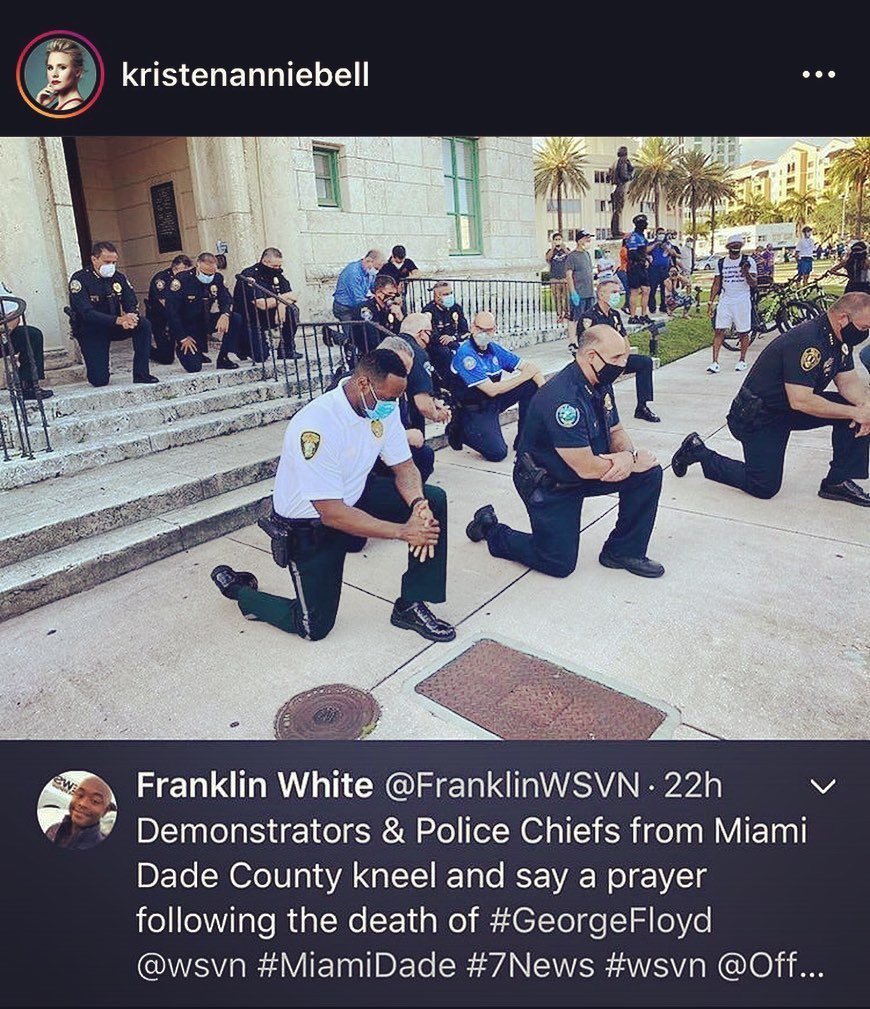 kristenanniebell
Franklin White @FranklinWSVN · 22h
Demonstrators & Police Chiefs from Miami
Dade County kneel and say a prayer
following the death of #GeorgeFloyd
@wsvn #MiamiDade #7News #wsvn @Off...